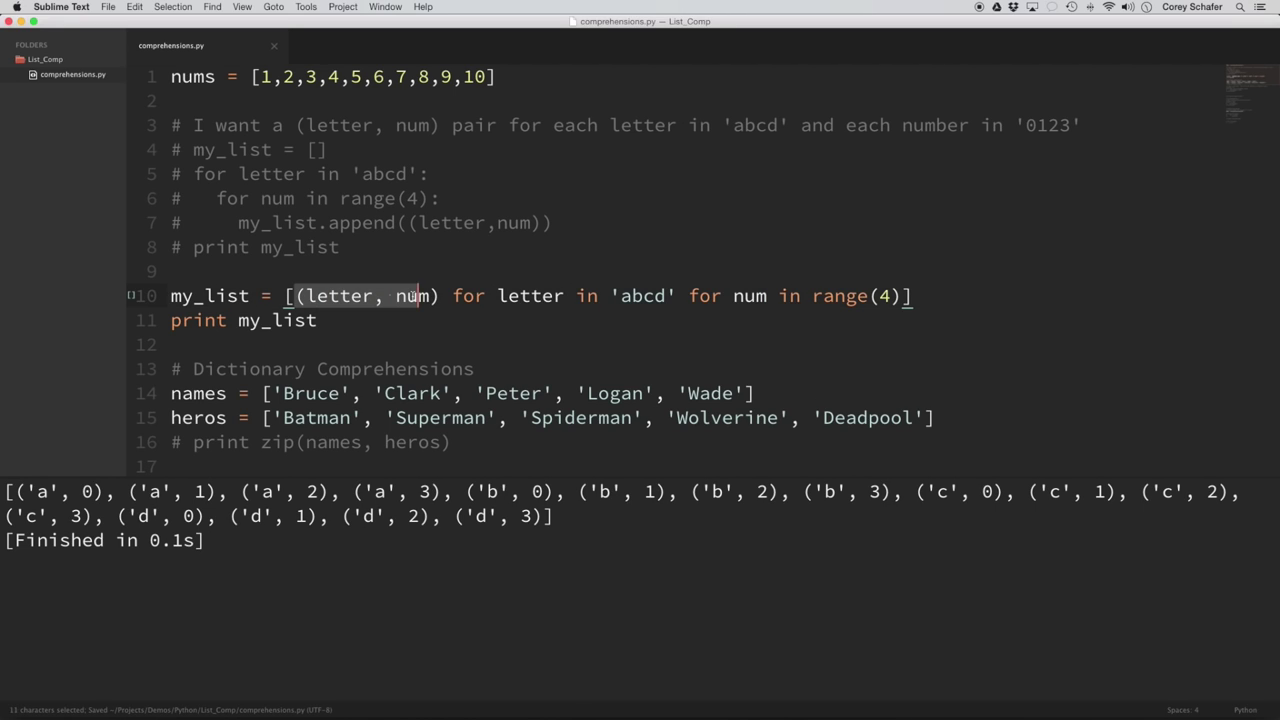 Sublime Text File Edit Selection Find View Goto Tools Project Window Help Corey Schafer
comprehensions.py — List_Comp
FOLDERS
List_Comp
comprehensions.py
comprehensions.py
1 nums = [1,2,3,4,5,6,7,8,9,10]
2
3 # I want a (letter, num) pair for each letter in 'abcd' and each number in '0123'
4 # my_list = []
5 # for letter in 'abcd':
6 #   for num in range(4):
7 #     my_list.append((letter,num))
8 # print my_list
9
10 my_list = [(letter, num) for letter in 'abcd' for num in range(4)]
11 print my_list
12
13 # Dictionary Comprehensions
14 names = ['Bruce', 'Clark', 'Peter', 'Logan', 'Wade']
15 heros = ['Batman', 'Superman', 'Spiderman', 'Wolverine', 'Deadpool']
16 # print zip(names, heros)
17
[('a', 0), ('a', 1), ('a', 2), ('a', 3), ('b', 0), ('b', 1), ('b', 2), ('b', 3), ('c', 0), ('c', 1), ('c', 2),
('c', 3), ('d', 0), ('d', 1), ('d', 2), ('d', 3)]
[Finished in 0.1s]
11 characters selected; Saved ~/Projects/Demos/Python/List_Comp/comprehensions.py (UTF-8) Spaces: 4 Python